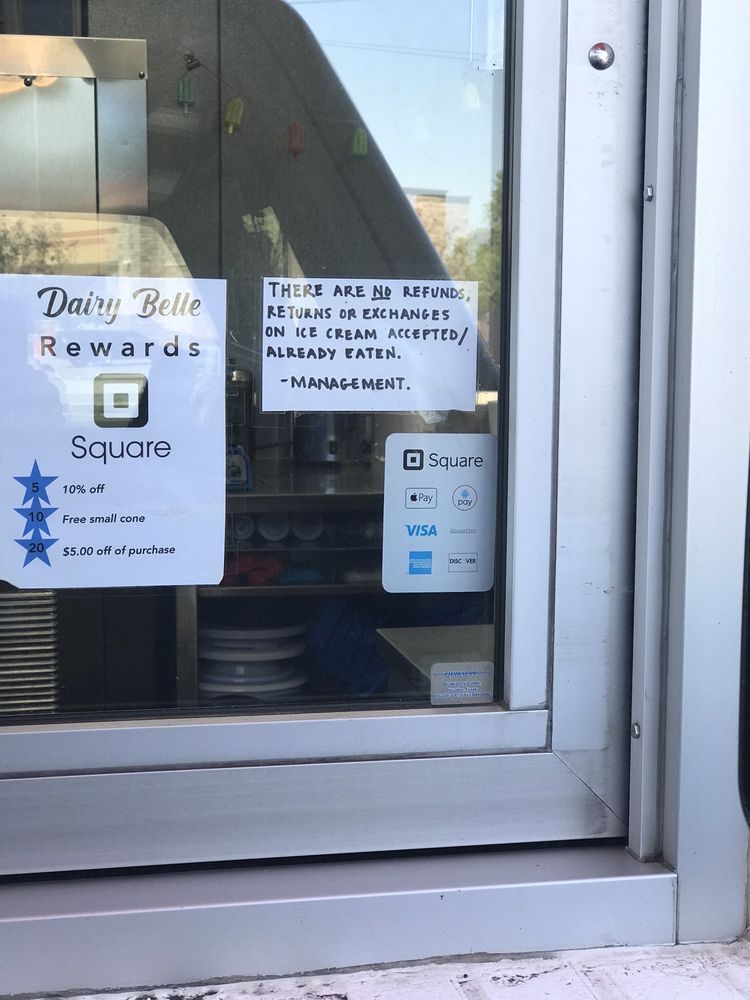 Dairy Belle
Rewards
Square
5 10% off
10 Free small cone
20 $5.00 off of purchase
THERE ARE NO REFUNDS,
RETURNS OR EXCHANGES
ON ICE CREAM ACCEPTED/
ALREADY EATEN.
-MANAGEMENT.
Square
Pay
pay
VISA
DISCOVER
QUIKSERV